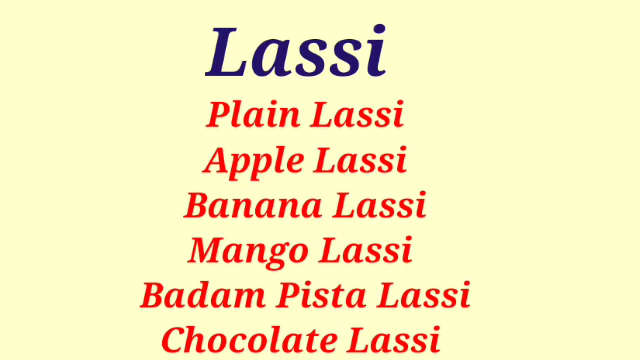 Lassi
Plain Lassi
Apple Lassi
Banana Lassi
Mango Lassi
Badam Pista Lassi
Chocolate Lassi